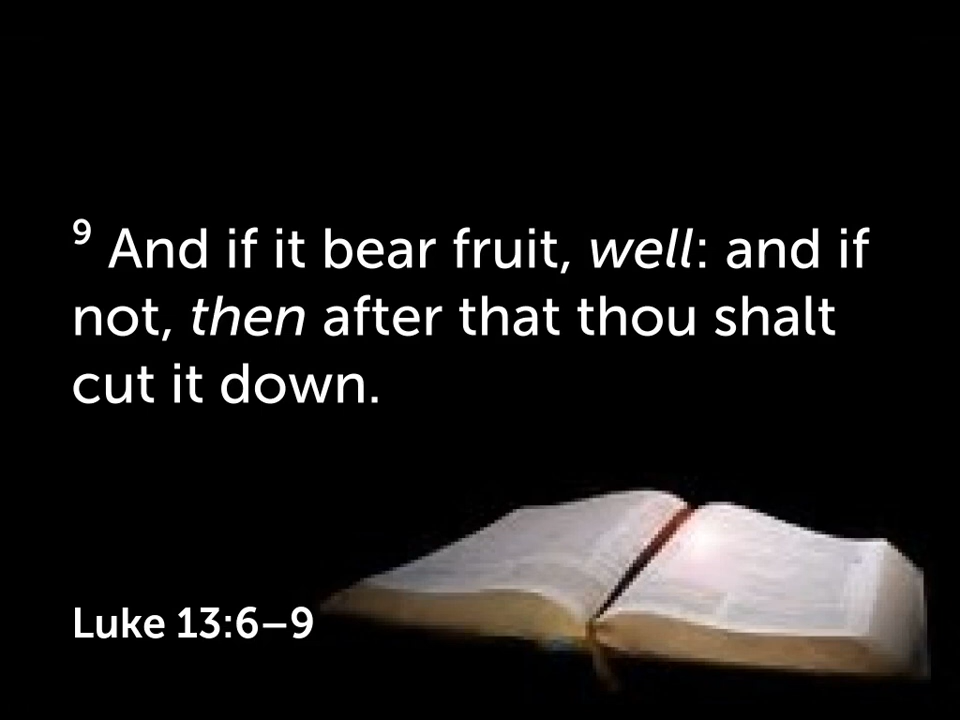 ⁹ And if it bear fruit, well: and if
not, then after that thou shalt
cut it down.
Luke 13:6–9